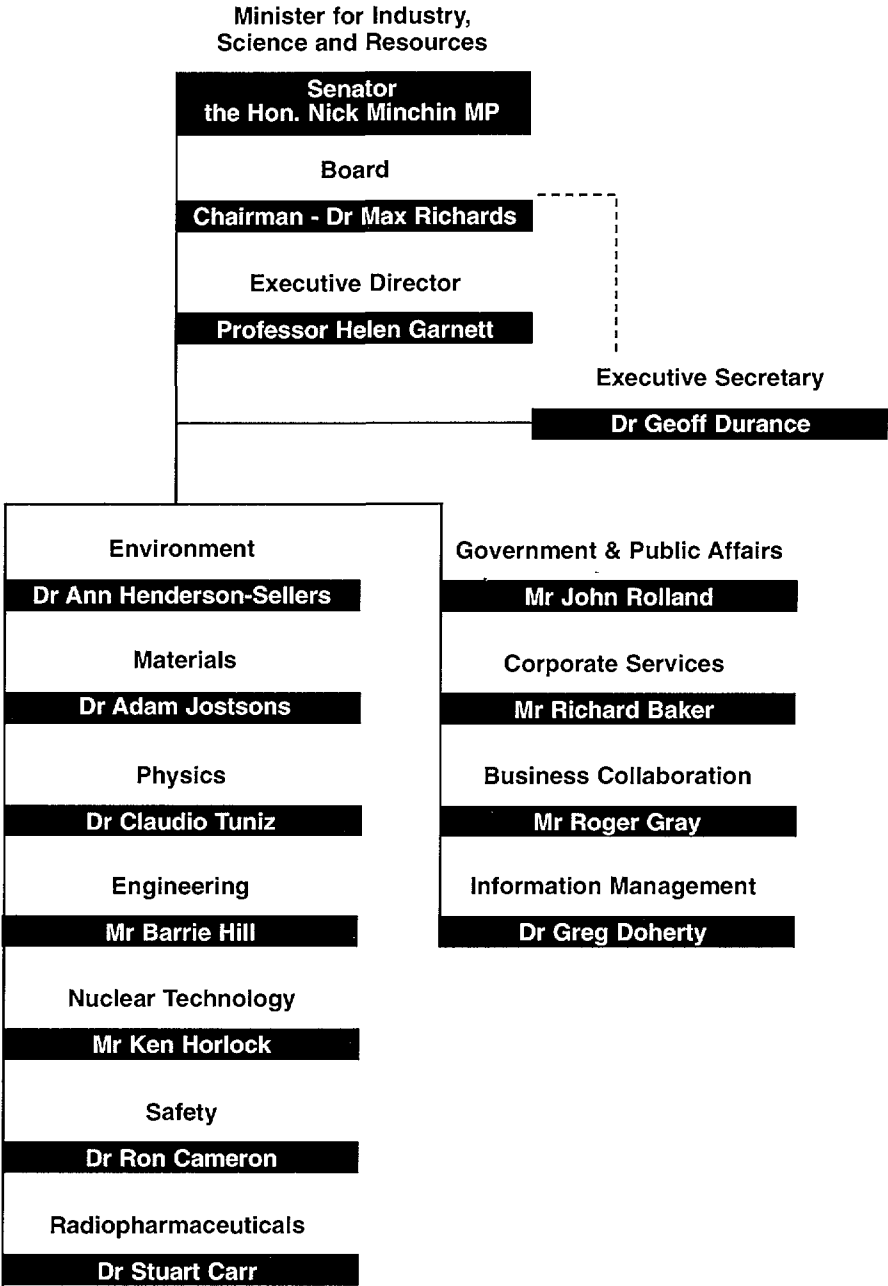 Minister for Industry,
Science and Resources
Senator
the Hon. Nick Minchin MP
Board
Chairman - Dr Max Richards
Executive Director
Professor Helen Garnett
Executive Secretary
Dr Geoff Durance
Environment
Dr Ann Henderson-Sellers
Materials
Dr Adam Jostsons
Physics
Dr Claudio Tuniz
Engineering
Mr Barrie Hill
Nuclear Technology
Mr Ken Horlock
Safety
Dr Ron Cameron
Radiopharmaceuticals
Dr Stuart Carr
Government & Public Affairs
Mr John Rolland
Corporate Services
Mr Richard Baker
Business Collaboration
Mr Roger Gray
Information Management
Dr Greg Doherty